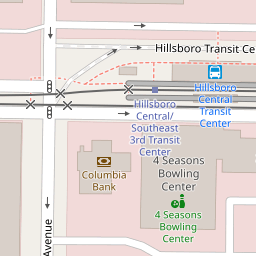 Hillsboro Transit C
Hillsboro
Central
Transit
Center
Hillsboro
Central/
Southeast
3rd Transit
Center
4 Seasons
Bowling
Center
Columbia
Bank
4 Seasons
Bowling
Center
Avenue